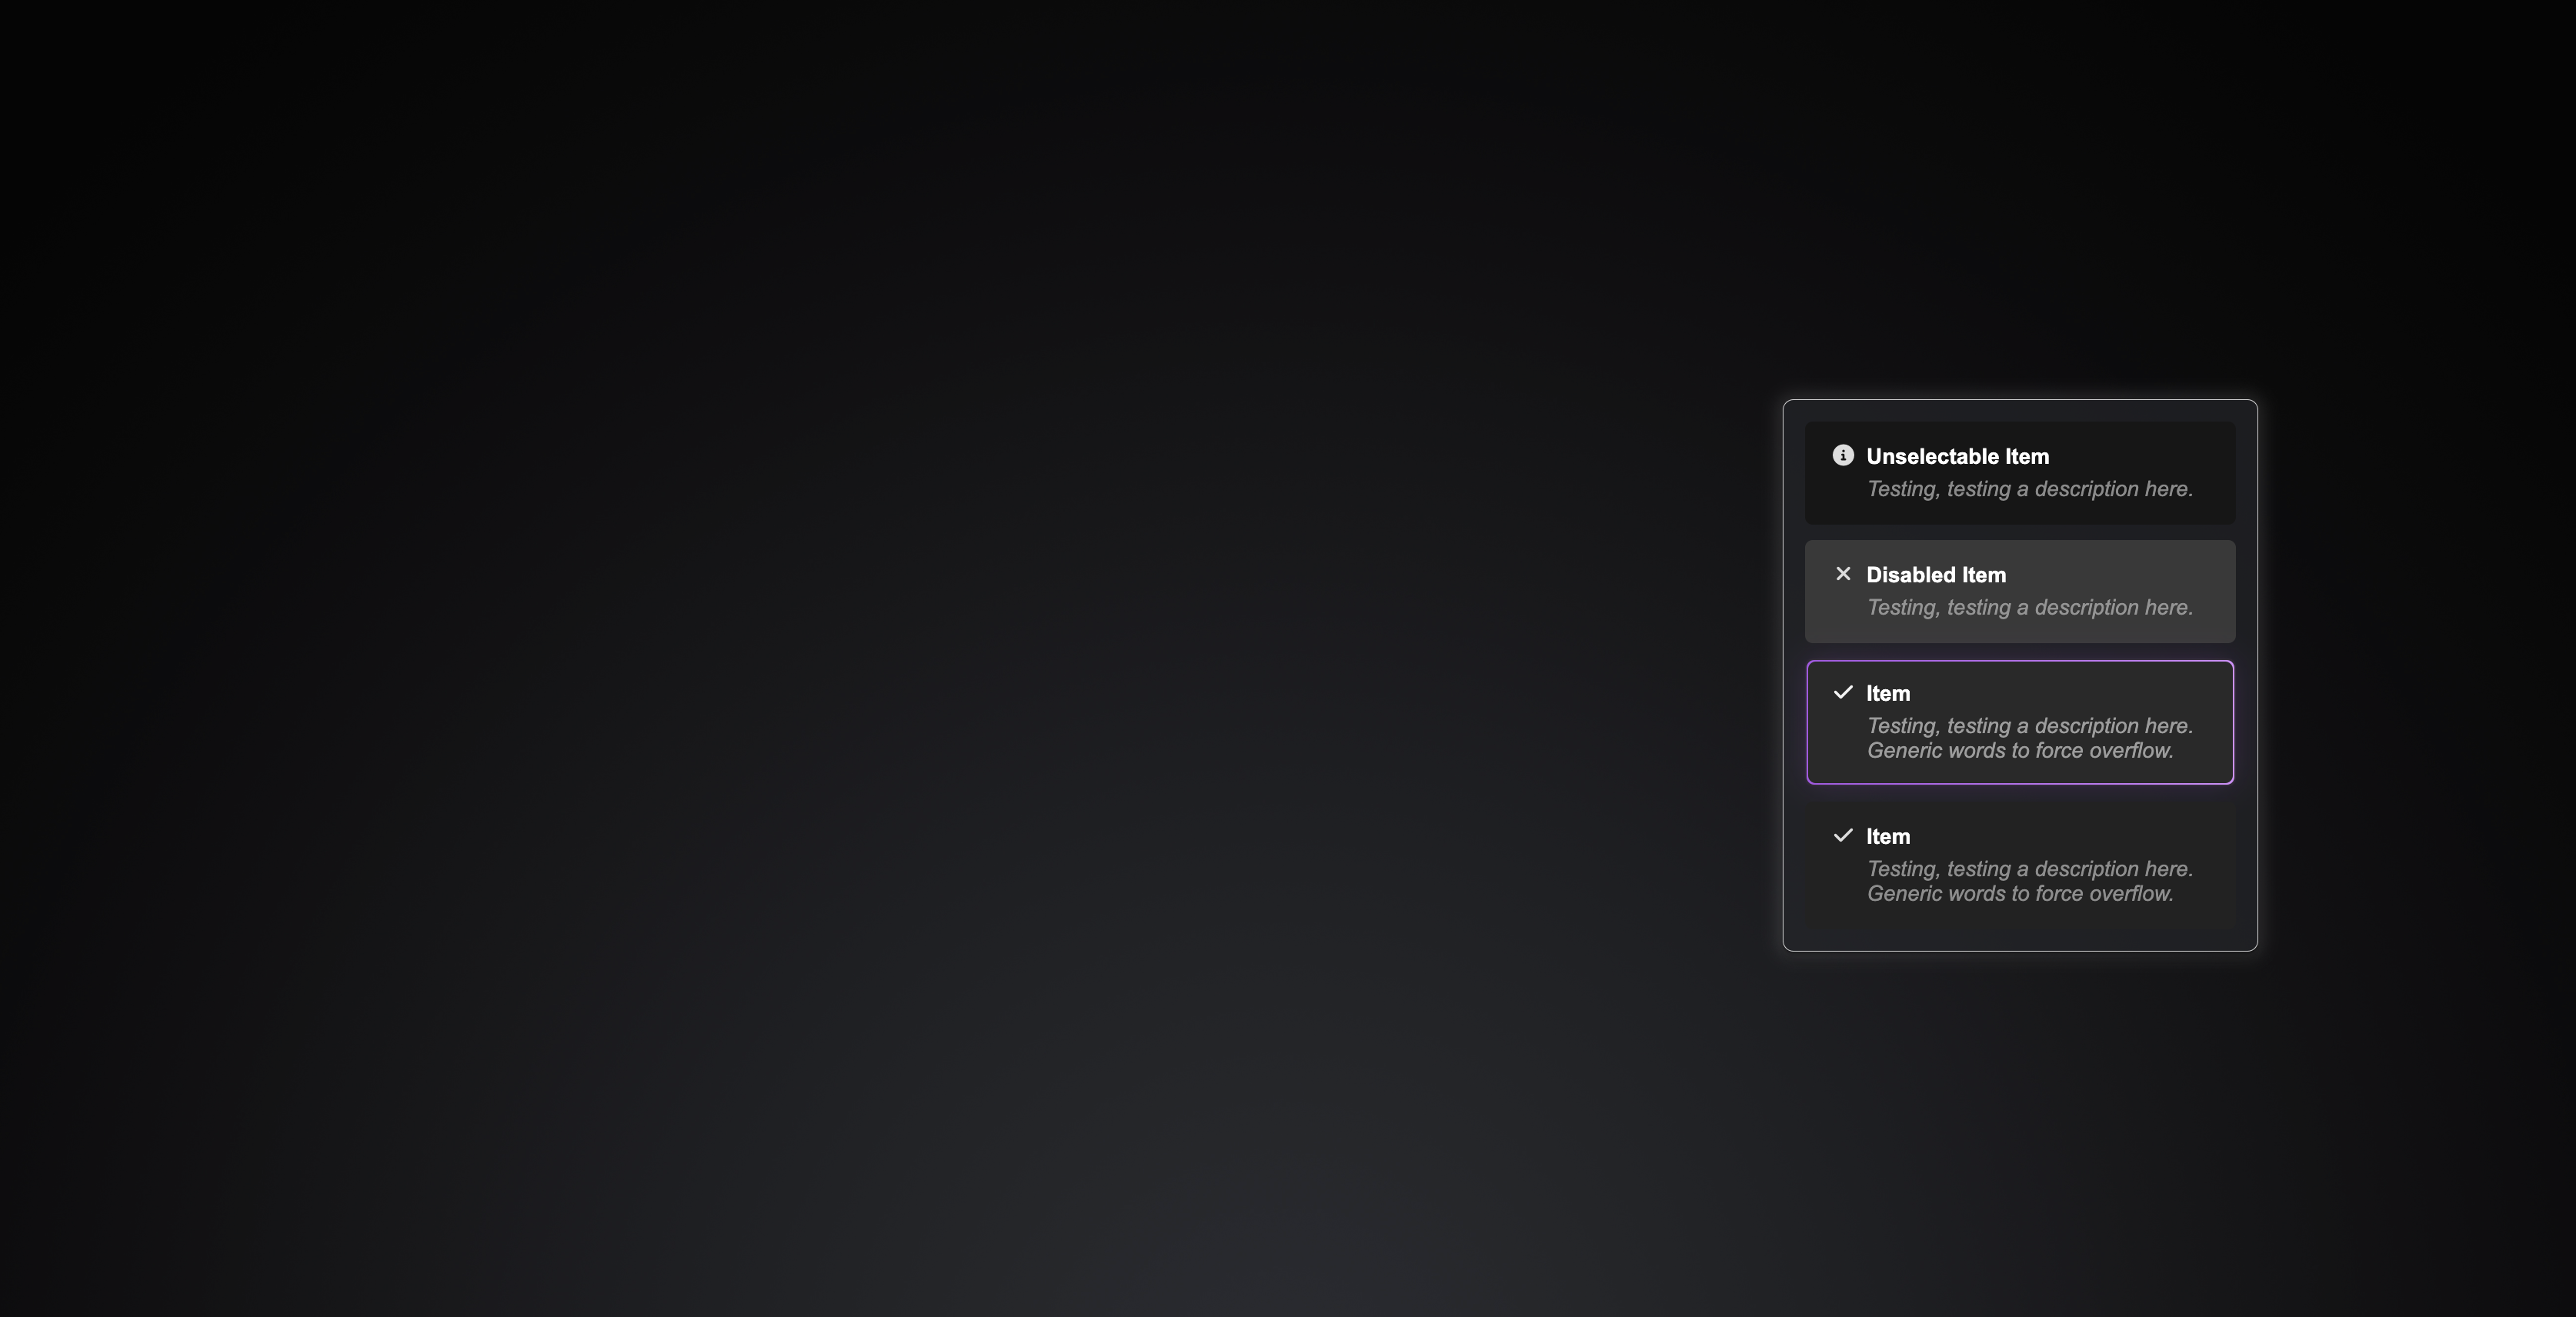 Unselectable Item
Testing, testing a description here.
Disabled Item
Testing, testing a description here.
Item
Testing, testing a description here.
Generic words to force overflow.
Item
Testing, testing a description here.
Generic words to force overflow.